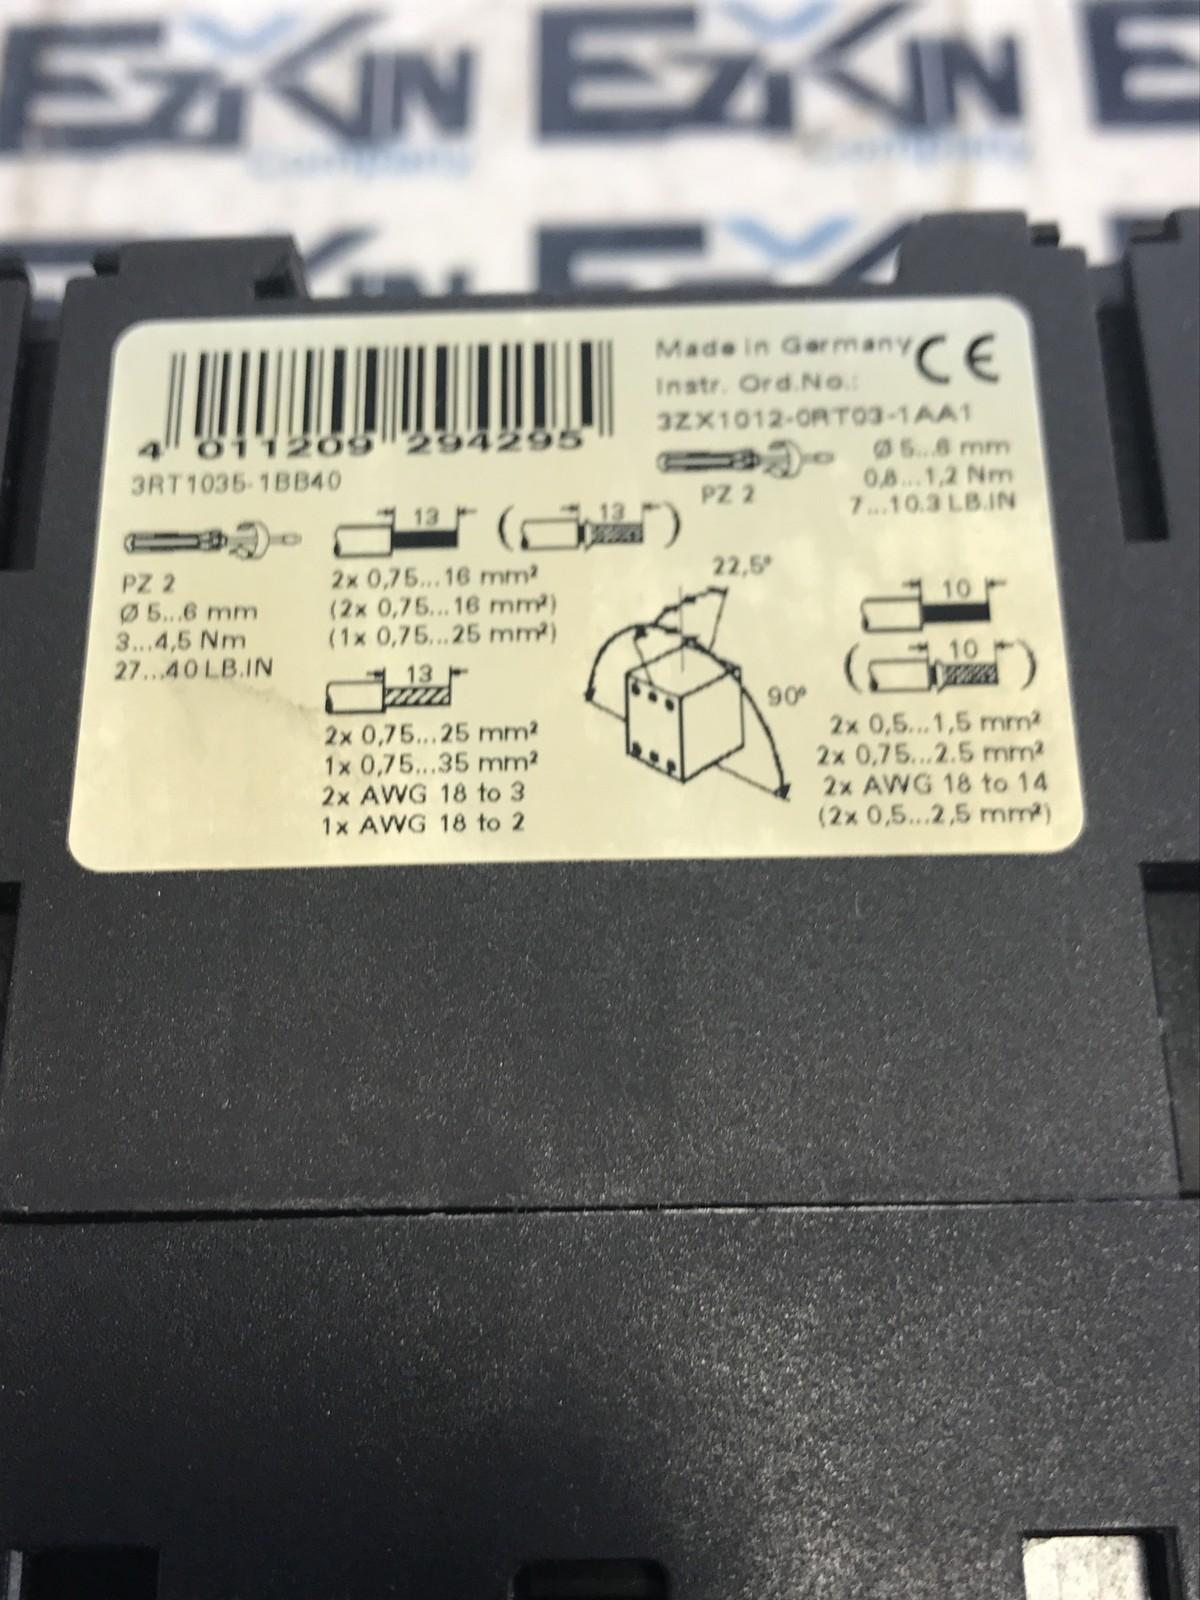 EZKIN
Company
EZKIN
Company
4 011209 294295
3RT1035-1BB40
Made in Germany
CE
Instr. Ord.No.:
3ZX1012-0RT03-1AA1
PZ 2
Ø 5...6 mm
0,8...1,2 Nm
7...10.3 LB.IN
PZ 2
Ø 5...6 mm
3...4,5 Nm
27...40 LB.IN
13
( 13 )
2x 0,75...16 mm²
(2x 0,75...16 mm²)
(1x 0,75...25 mm²)
13
2x 0,75...25 mm²
1x 0,75...35 mm²
2x AWG 18 to 3
1x AWG 18 to 2
22,5°
90°
10
( 10 )
2x 0,5...1,5 mm²
2x 0,75...2.5 mm²
2x AWG 18 to 14
(2x 0,5...2,5 mm²)